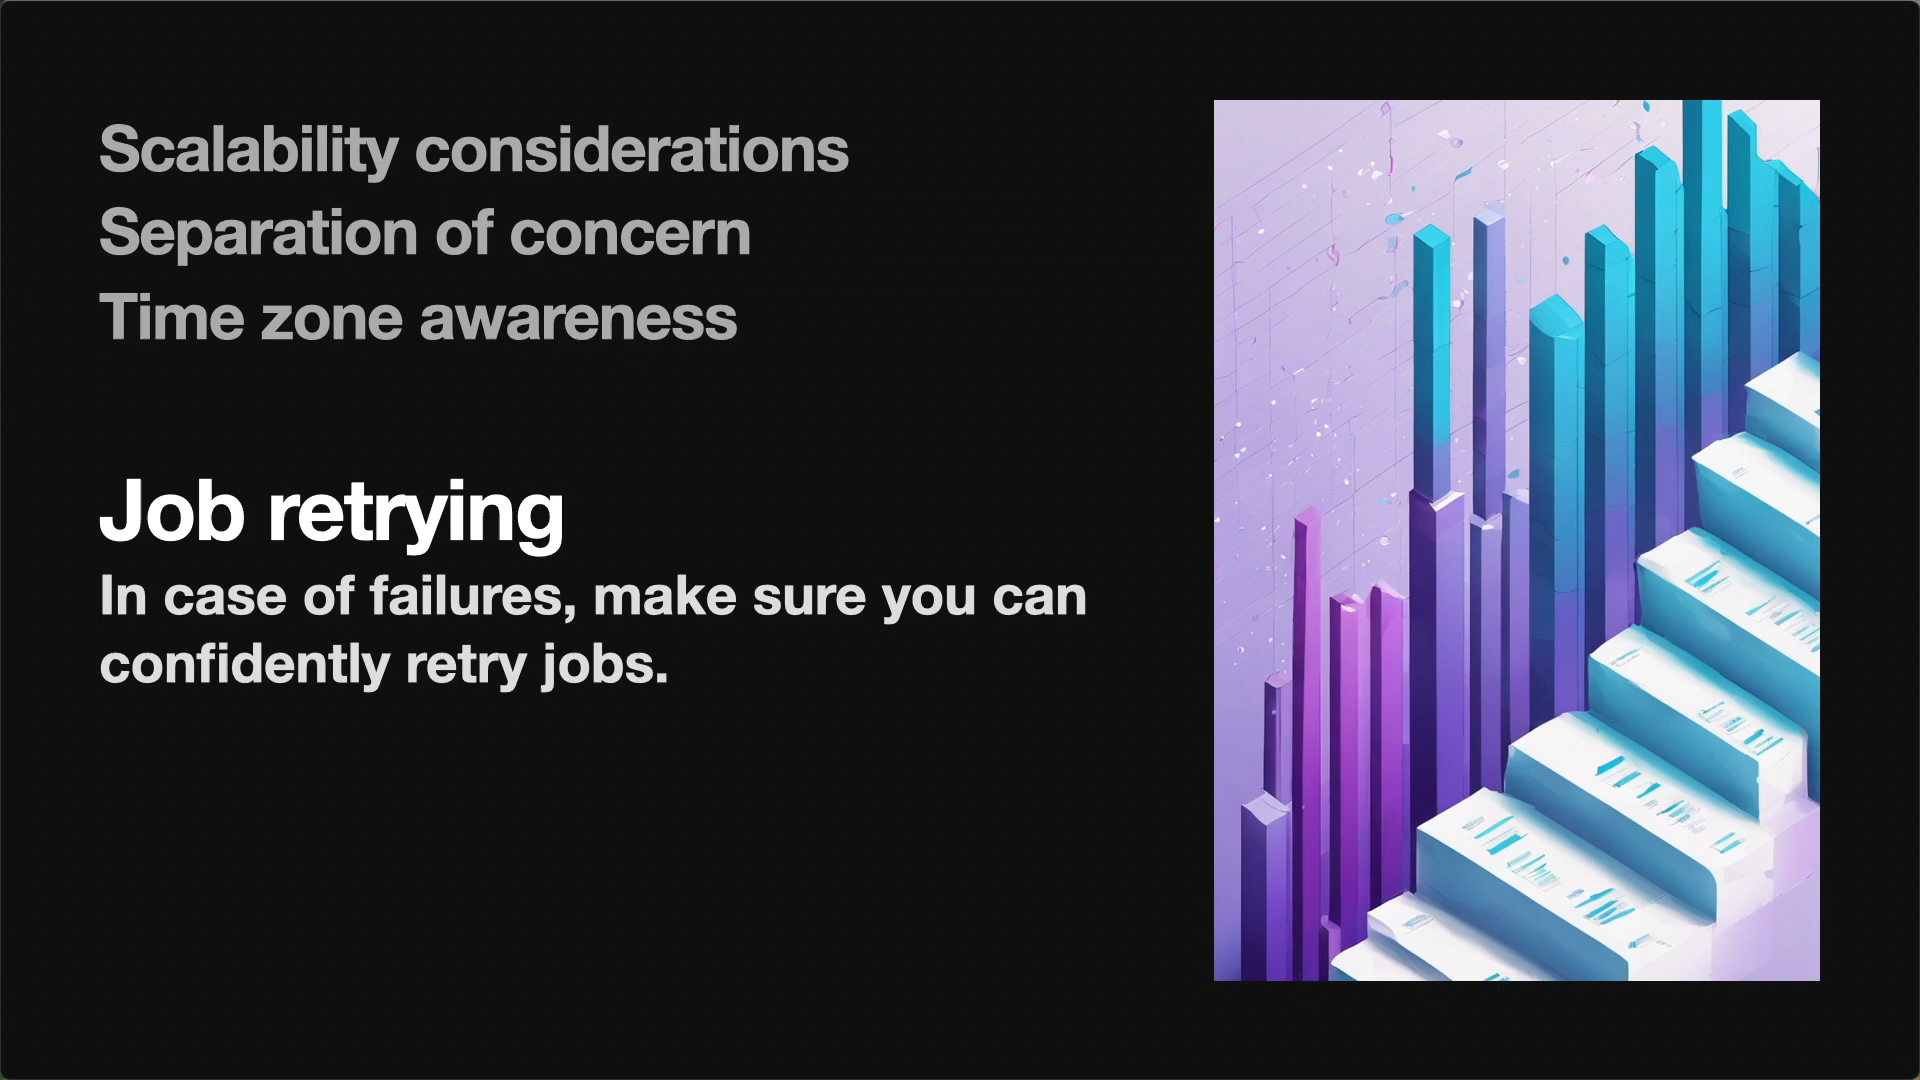 Scalability considerations
Separation of concern
Time zone awareness
Job retrying
In case of failures, make sure you can
confidently retry jobs.